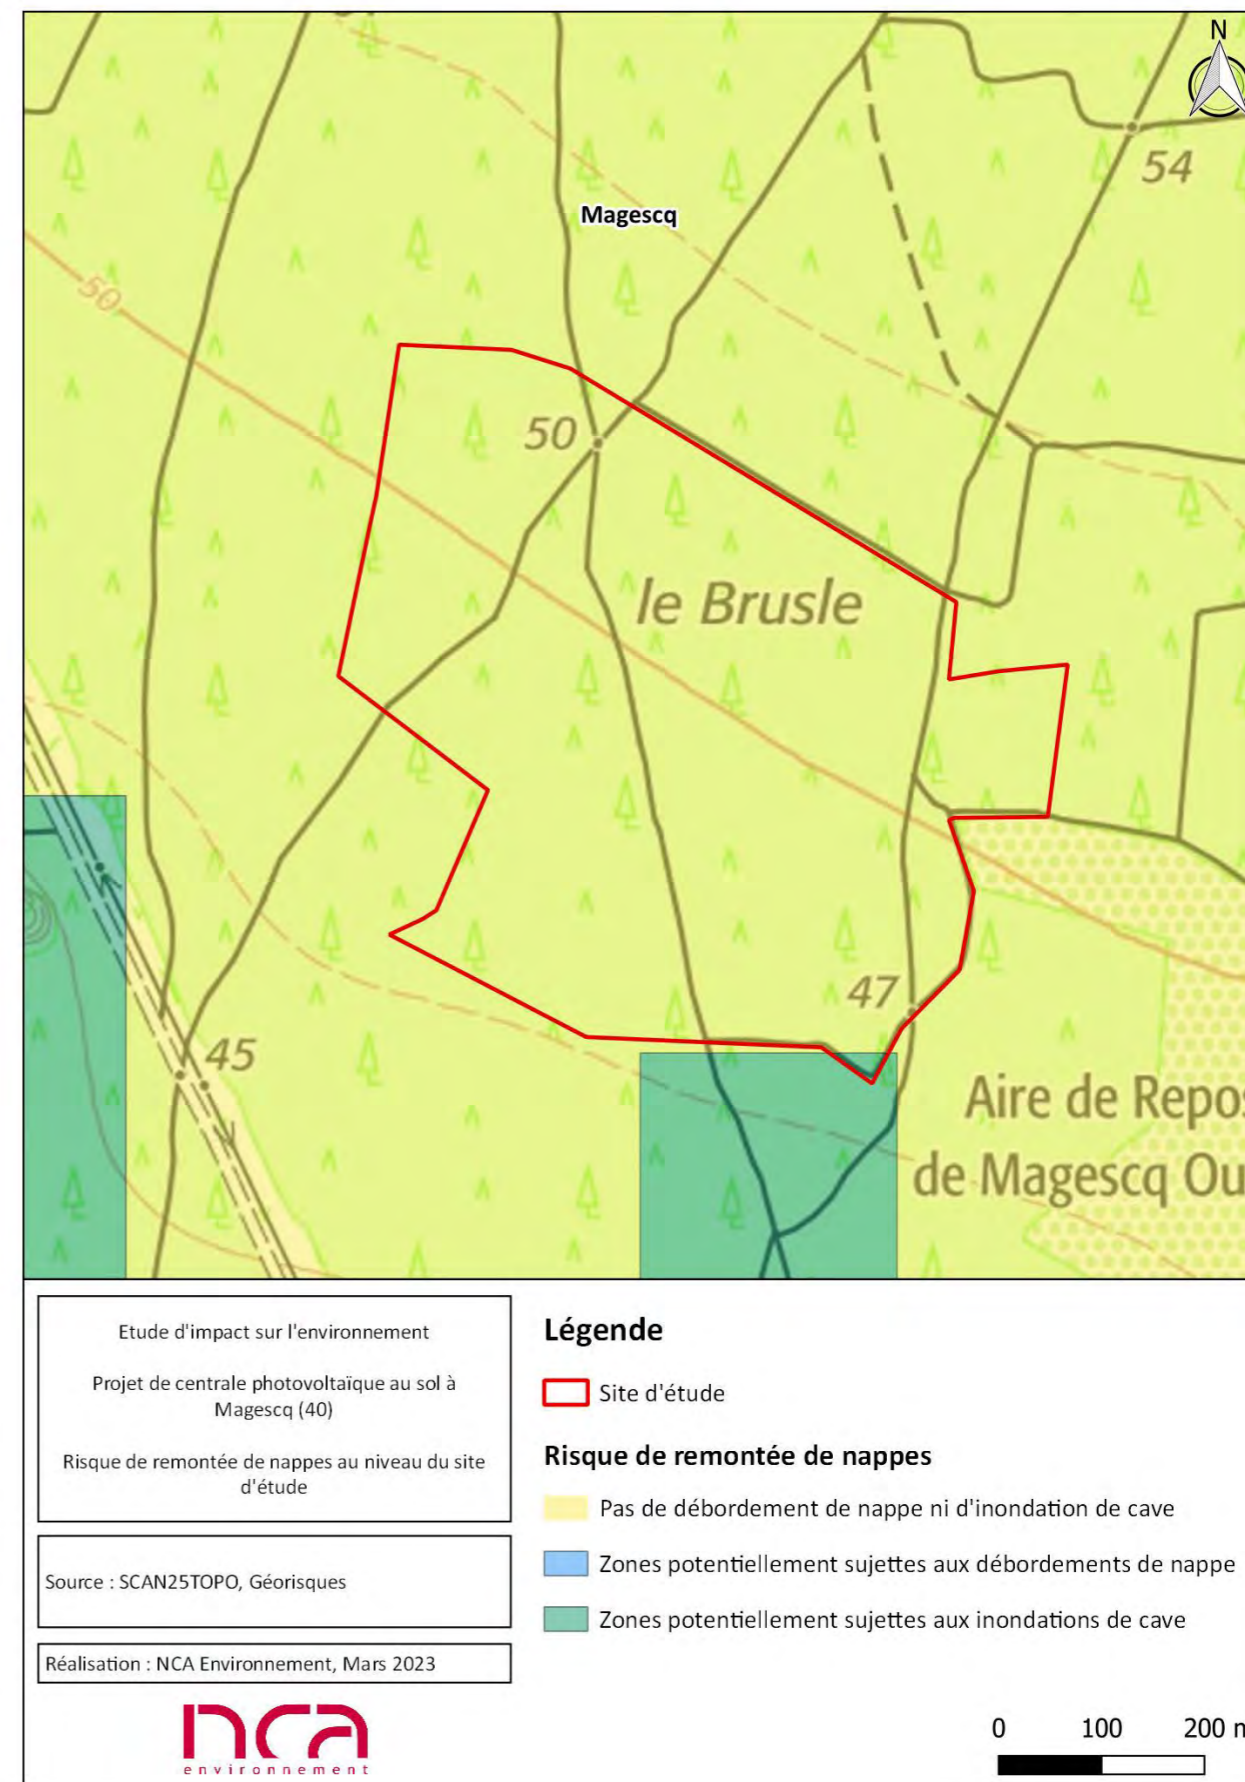 N
54
Magescq
50
50
le Brusle
47
45
Aire de Repos
de Magescq Ou
Etude d'impact sur l'environnement
Projet de centrale photovoltaïque au sol à
Magescq (40)
Risque de remontée de nappes au niveau du site
d'étude
Source : SCAN25TOPO, Géorisques
Réalisation : NCA Environnement, Mars 2023
nca
environnement
Légende
Site d'étude
Risque de remontée de nappes
Pas de débordement de nappe ni d'inondation de cave
Zones potentiellement sujettes aux débordements de nappe
Zones potentiellement sujettes aux inondations de cave
0 100 200 m